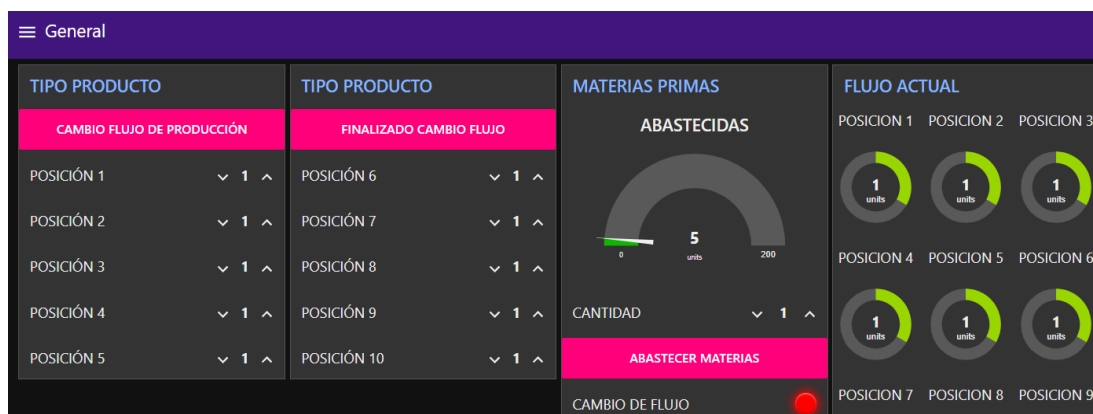 General
TIPO PRODUCTO
CAMBIO FLUJO DE PRODUCCIÓN
POSICIÓN 1 1
POSICIÓN 2 1
POSICIÓN 3 1
POSICIÓN 4 1
POSICIÓN 5 1
TIPO PRODUCTO
FINALIZADO CAMBIO FLUJO
POSICIÓN 6 1
POSICIÓN 7 1
POSICIÓN 8 1
POSICIÓN 9 1
POSICIÓN 10 1
MATERIAS PRIMAS
ABASTECIDAS
5
0 units 200
CANTIDAD 1
ABASTECER MATERIAS
CAMBIO DE FLUJO
FLUJO ACTUAL
POSICION 1 POSICION 2 POSICION 3
1 1 1
units units units
POSICION 4 POSICION 5 POSICION 6
1 1 1
units units units
POSICION 7 POSICION 8 POSICION 9